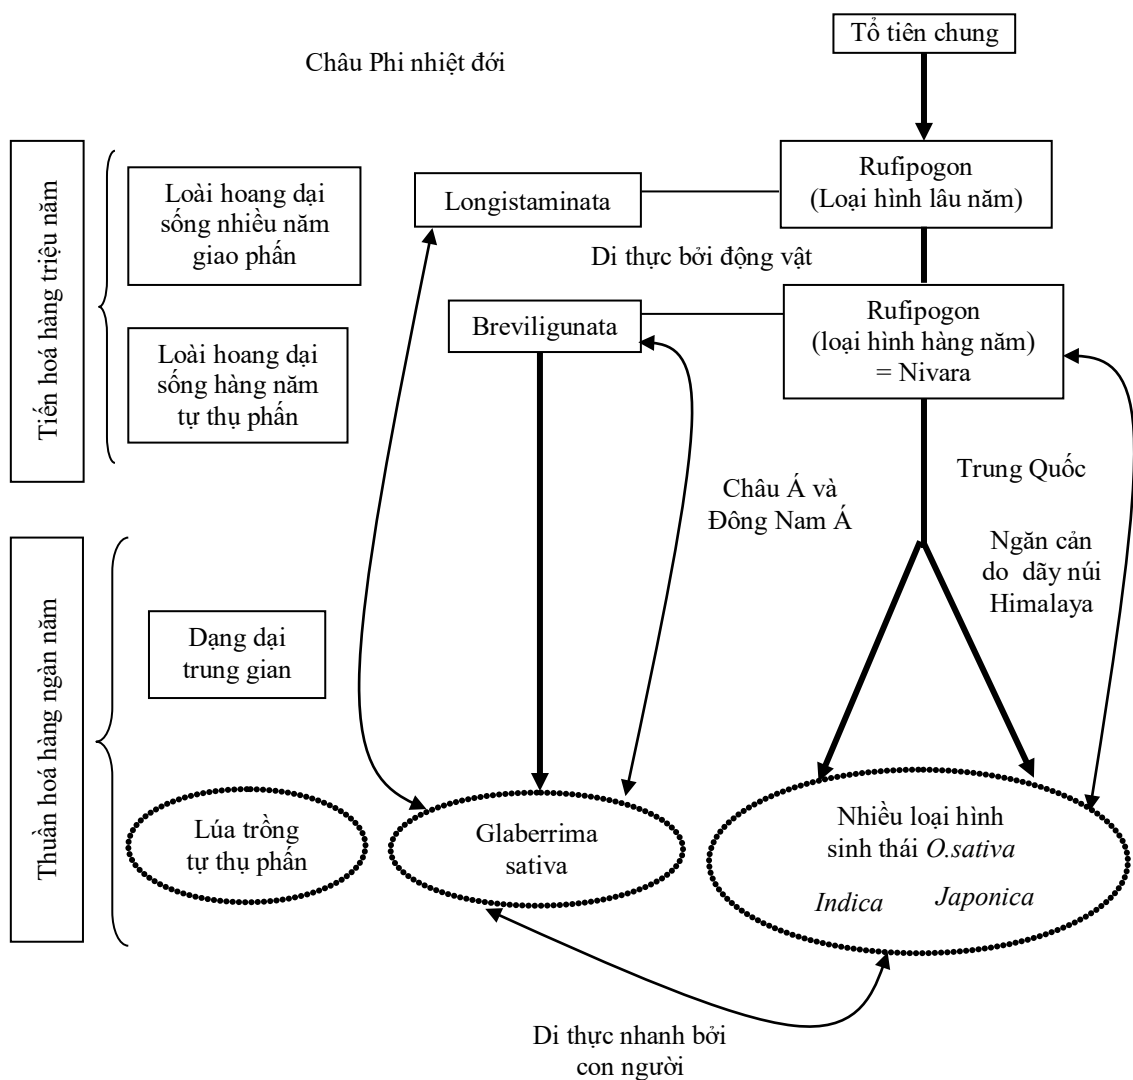 Tổ tiên chung
Châu Phi nhiệt đới
Tiến hoá hàng triệu năm
Loài hoang dại
sống nhiều năm
giao phấn
Longistaminata
Rufipogon
(Loại hình lâu năm)
Di thực bởi động vật
Loài hoang dại
sống hàng năm
tự thụ phấn
Breviligunata
Rufipogon
(loại hình hàng năm)
= Nivara
Châu Á và
Đông Nam Á
Trung Quốc
Ngăn cản
do dãy núi
Himalaya
Thuần hoá hàng ngàn năm
Dạng dại
trung gian
Lúa trồng
tự thụ phấn
Glaberrima
sativa
Nhiều loại hình
sinh thái O.sativa
Indica
Japonica
Di thực nhanh bởi
con người